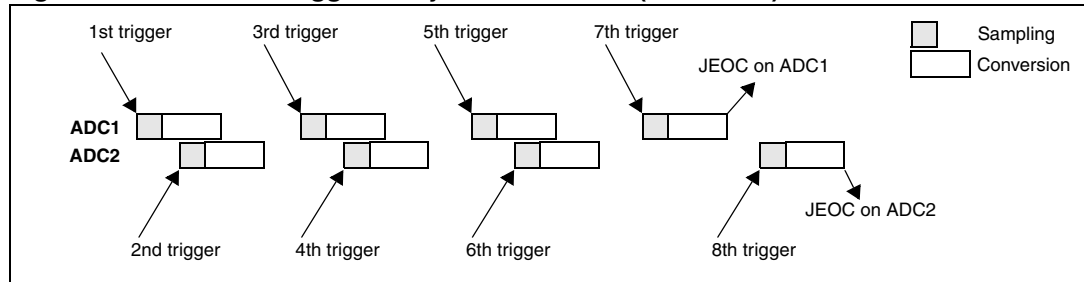 1st trigger
3rd trigger
5th trigger
7th trigger
Sampling
Conversion
JEOC on ADC1
ADC1
ADC2
JEOC on ADC2
2nd trigger
4th trigger
6th trigger
8th trigger